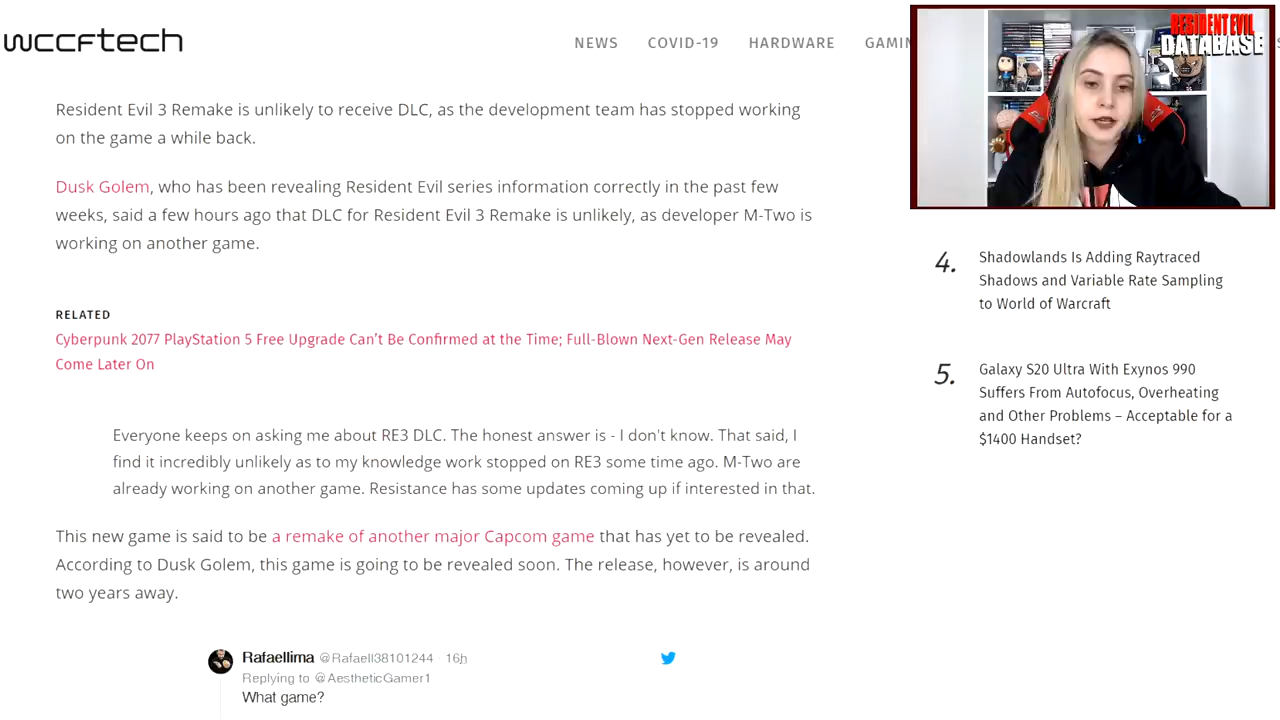 wccftech
NEWS COVID-19 HARDWARE GAMIN
RESIDENT EVIL
DATABASE
Resident Evil 3 Remake is unlikely to receive DLC, as the development team has stopped working
on the game a while back.
Dusk Golem, who has been revealing Resident Evil series information correctly in the past few
weeks, said a few hours ago that DLC for Resident Evil 3 Remake is unlikely, as developer M-Two is
working on another game.
RELATED
Cyberpunk 2077 PlayStation 5 Free Upgrade Can't Be Confirmed at the Time; Full-Blown Next-Gen Release May
Come Later On
Everyone keeps on asking me about RE3 DLC. The honest answer is - I don't know. That said, I
find it incredibly unlikely as to my knowledge work stopped on RE3 some time ago. M-Two are
already working on another game. Resistance has some updates coming up if interested in that.
This new game is said to be a remake of another major Capcom game that has yet to be revealed.
According to Dusk Golem, this game is going to be revealed soon. The release, however, is around
two years away.
Rafaellima @Rafaell38101244 · 16h
Replying to @AestheticGamer1
What game?
4. Shadowlands Is Adding Raytraced
Shadows and Variable Rate Sampling
to World of Warcraft
5. Galaxy S20 Ultra With Exynos 990
Suffers From Autofocus, Overheating
and Other Problems – Acceptable for a
$1400 Handset?